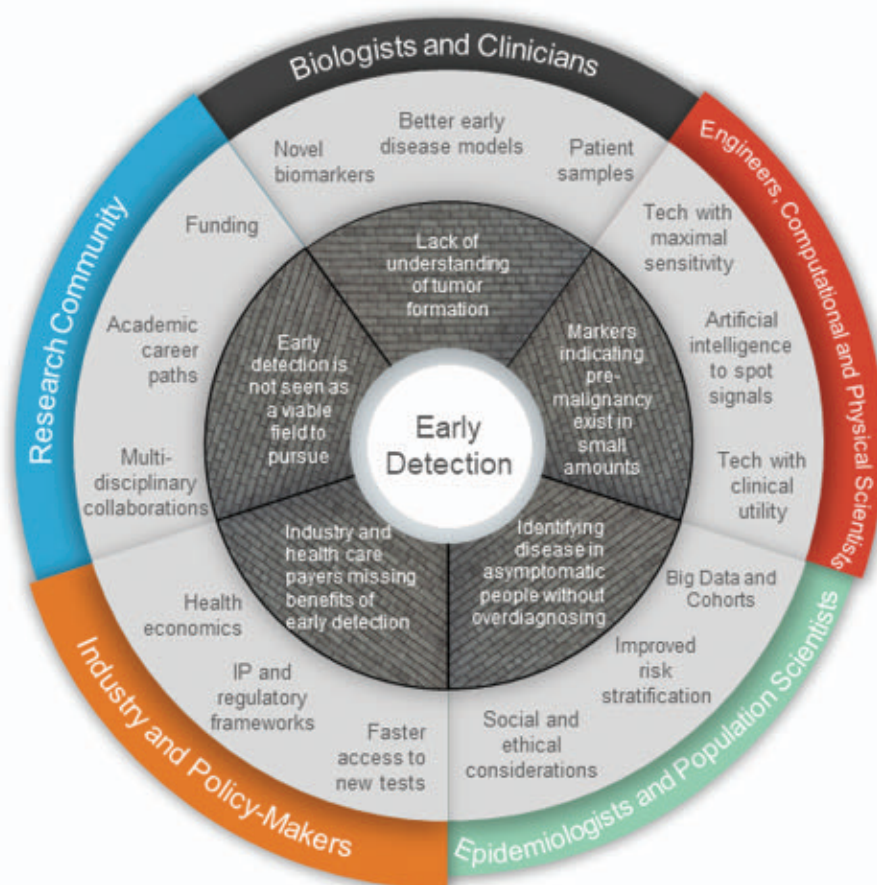 Biologists and Clinicians
Novel
biomarkers
Better early
disease models
Patient
samples
Engineers, Computational and Physical Scientists
Tech with
maximal
sensitivity
Artificial
intelligence
to spot
signals
Tech with
clinical
utility
Epidemiologists and Population Scientists
Big Data and
Cohorts
Improved
risk
stratification
Social and
ethical
considerations
Industry and Policy-Makers
Faster
access to
new tests
IP and
regulatory
frameworks
Health
economics
Research Community
Multi-
disciplinary
collaborations
Academic
career
paths
Funding
Lack of
understanding
of tumor
formation
Markers
indicating
pre-
malignancy
exist in
small
amounts
Identifying
disease in
asymptomatic
people without
overdiagnosing
Industry and
health care
payers missing
benefits of
early detection
Early
detection is
not seen as
a viable
field to
pursue
Early
Detection